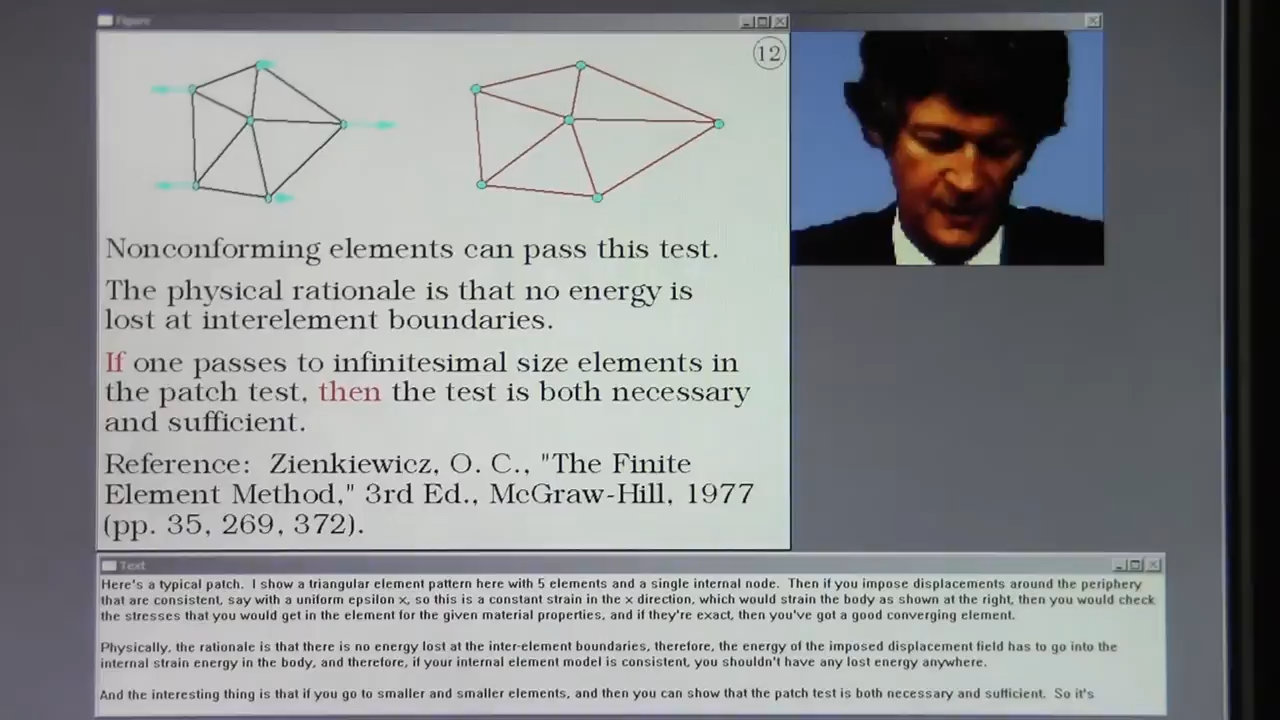 Figure
12
Nonconforming elements can pass this test.
The physical rationale is that no energy is
lost at interelement boundaries.
If one passes to infinitesimal size elements in
the patch test, then the test is both necessary
and sufficient.
Reference: Zienkiewicz, O. C., "The Finite
Element Method," 3rd Ed., McGraw-Hill, 1977
(pp. 35, 269, 372).
Text
Here's a typical patch. I show a triangular element pattern here with 5 elements and a single internal node. Then if you impose displacements around the periphery
that are consistent, say with a uniform epsilon x, so this is a constant strain in the x direction, which would strain the body as shown at the right, then you would check
the stresses that you would get in the element for the given material properties, and if they're exact, then you've got a good converging element.
Physically, the rationale is that there is no energy lost at the inter-element boundaries, therefore, the energy of the imposed displacement field has to go into the
internal strain energy in the body, and therefore, if your internal element model is consistent, you shouldn't have any lost energy anywhere.
And the interesting thing is that if you go to smaller and smaller elements, and then you can show that the patch test is both necessary and sufficient. So it's